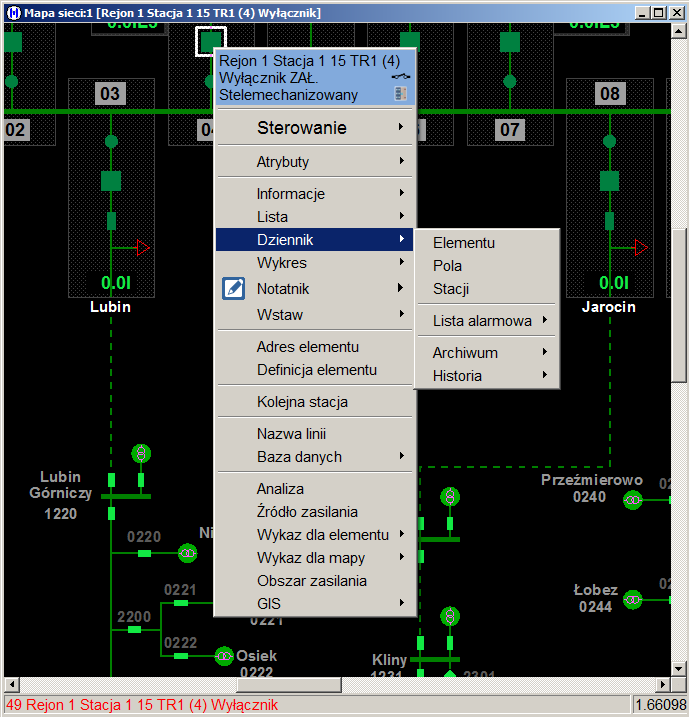 Mapa sieci:1 [Rejon 1 Stacja 1 15 TR1 (4) Wyłącznik]
Rejon 1 Stacja 1 15 TR1 (4)
Wyłącznik ZAŁ.
Stelemechanizowany
Sterowanie
Atrybuty
Informacje
Lista
Dziennik
Wykres
Notatnik
Wstaw
Adres elementu
Definicja elementu
Kolejna stacja
Nazwa linii
Baza danych
Analiza
Źródło zasilania
Wykaz dla elementu
Wykaz dla mapy
Obszar zasilania
GIS
Elementu
Pola
Stacji
Lista alarmowa
Archiwum
Historia
02
03
07
08
0.0I
Lubin
0.0I
Jarocin
Lubin
Górniczy
1220
0220
0221
2200
0222
Osiek
0222
0221
Przeźmierowo
0240
Łobez
0244
Kliny
1231
2301
49 Rejon 1 Stacja 1 15 TR1 (4) Wyłącznik
1.66098